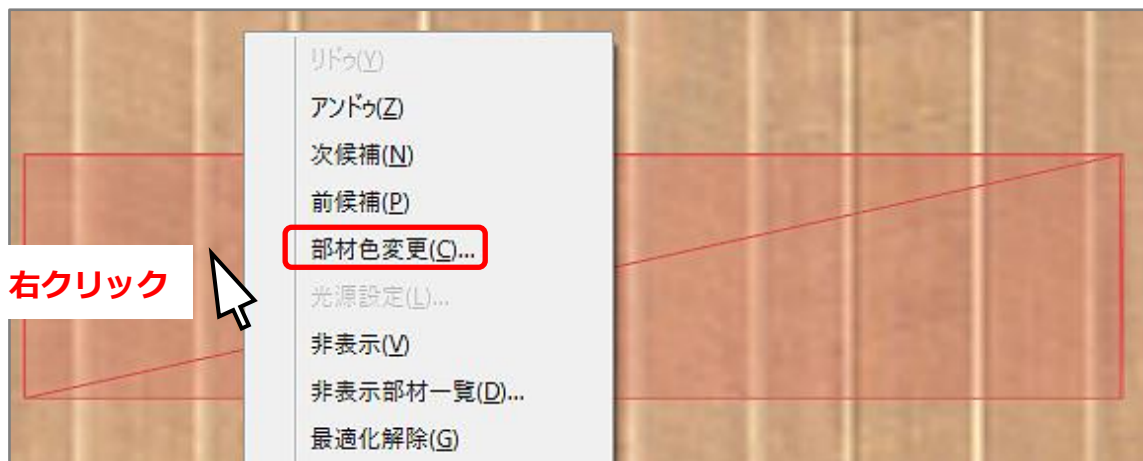 リドゥ(Y)
アンドゥ(Z)
次候補(N)
前候補(P)
部材色変更(C)...
右クリック
光源設定(L)...
非表示(V)
非表示部材一覧(D)...
最適化解除(G)